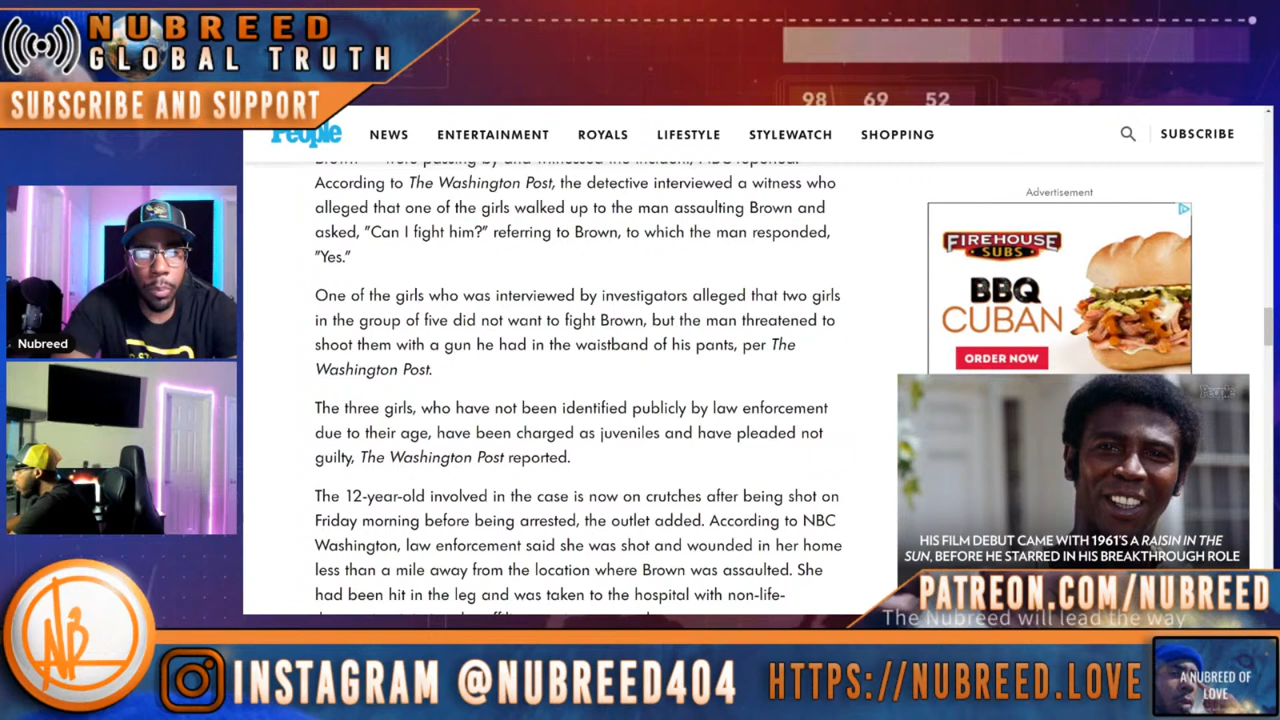 NUBREED
GLOBAL TRUTH
SUBSCRIBE AND SUPPORT
98 69 52
People NEWS ENTERTAINMENT ROYALS LIFESTYLE STYLEWATCH SHOPPING SUBSCRIBE
According to The Washington Post, the detective interviewed a witness who
alleged that one of the girls walked up to the man assaulting Brown and
asked, "Can I fight him?" referring to Brown, to which the man responded,
"Yes."
One of the girls who was interviewed by investigators alleged that two girls
in the group of five did not want to fight Brown, but the man threatened to
shoot them with a gun he had in the waistband of his pants, per The
Washington Post.
The three girls, who have not been identified publicly by law enforcement
due to their age, have been charged as juveniles and have pleaded not
guilty, The Washington Post reported.
The 12-year-old involved in the case is now on crutches after being shot on
Friday morning before being arrested, the outlet added. According to NBC
Washington, law enforcement said she was shot and wounded in her home
less than a mile away from the location where Brown was assaulted. She
had been hit in the leg and was taken to the hospital with non-life-
Advertisement
FIREHOUSE
SUBS
BBQ
CUBAN
ORDER NOW
People
HIS FILM DEBUT CAME WITH 1961'S A RAISIN IN THE
SUN, BEFORE HE STARRED IN HIS BREAKTHROUGH ROLE
Nubreed
PATREON.COM/NUBREED
The Nubreed will lead the way
NB
INSTAGRAM @NUBREED404
HTTPS://NUBREED.LOVE
A NUBREED OF
LOVE